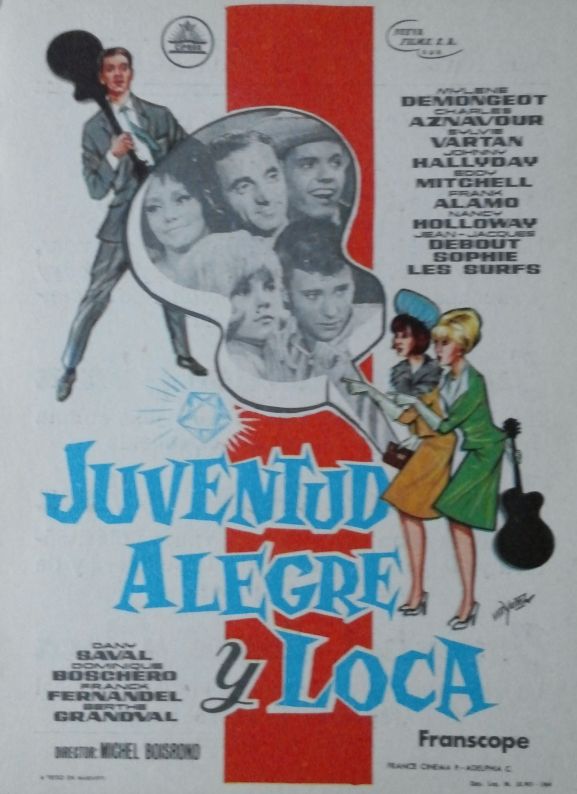 NUEVA
FILMS, S.A.
MYLENE
DEMONGEOT
CHARLES
AZNAVOUR
SYLVIE
VARTAN
JOHNNY
HALLYDAY
EDDY
MITCHELL
FRANK
ALAMO
NANCY
HOLLOWAY
JEAN-JACQUES
DEBOUT
SOPHIE
LES SURFS
JUVENTUD
ALEGRE
y LOCA
DANY
SAVAL
DOMINIQUE
BOSCHERO
FRANCK
FERNANDEL
BERTHE
GRANDVAL
DIRECTOR: MICHEL BOISROND
Franscope
FRANCE CINEMA P.-ADELPHIA C.